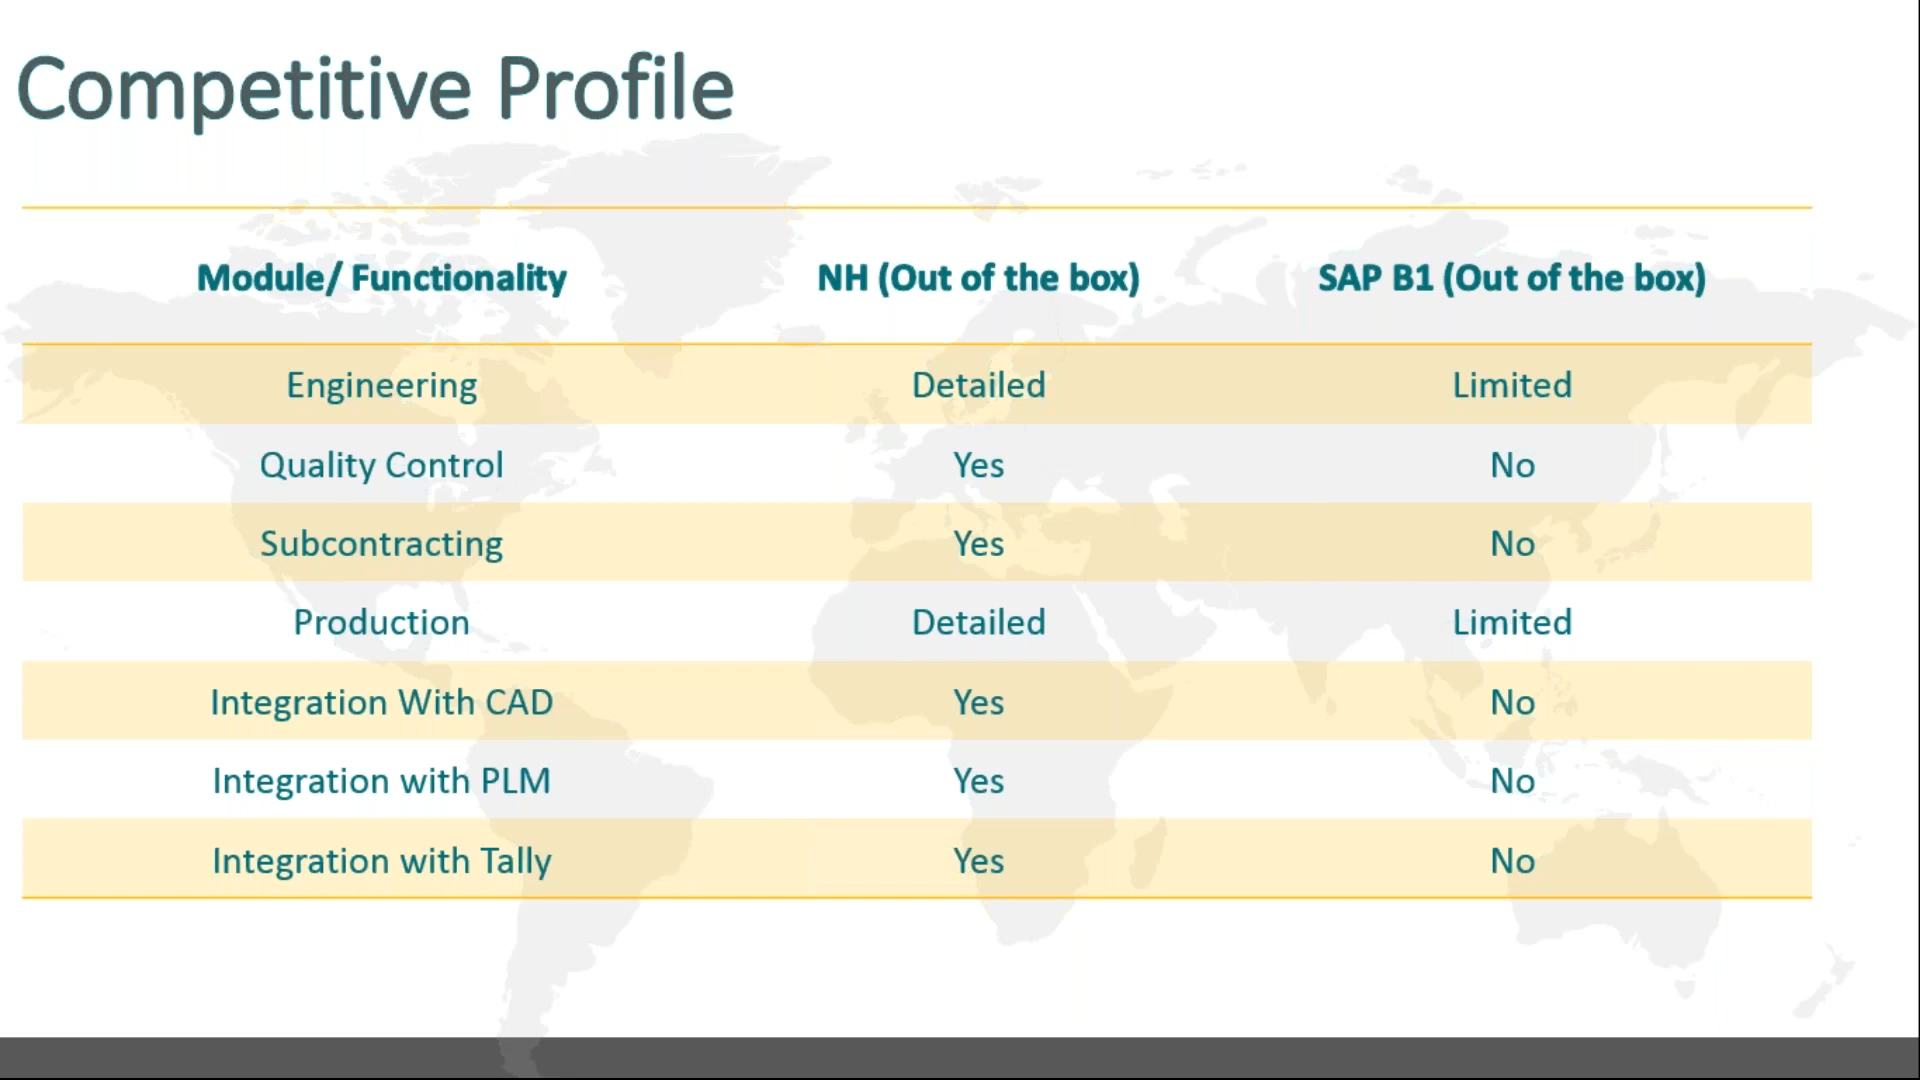 Competitive Profile
Module/ Functionality NH (Out of the box) SAP B1 (Out of the box)
Engineering Detailed Limited
Quality Control Yes No
Subcontracting Yes No
Production Detailed Limited
Integration With CAD Yes No
Integration with PLM Yes No
Integration with Tally Yes No